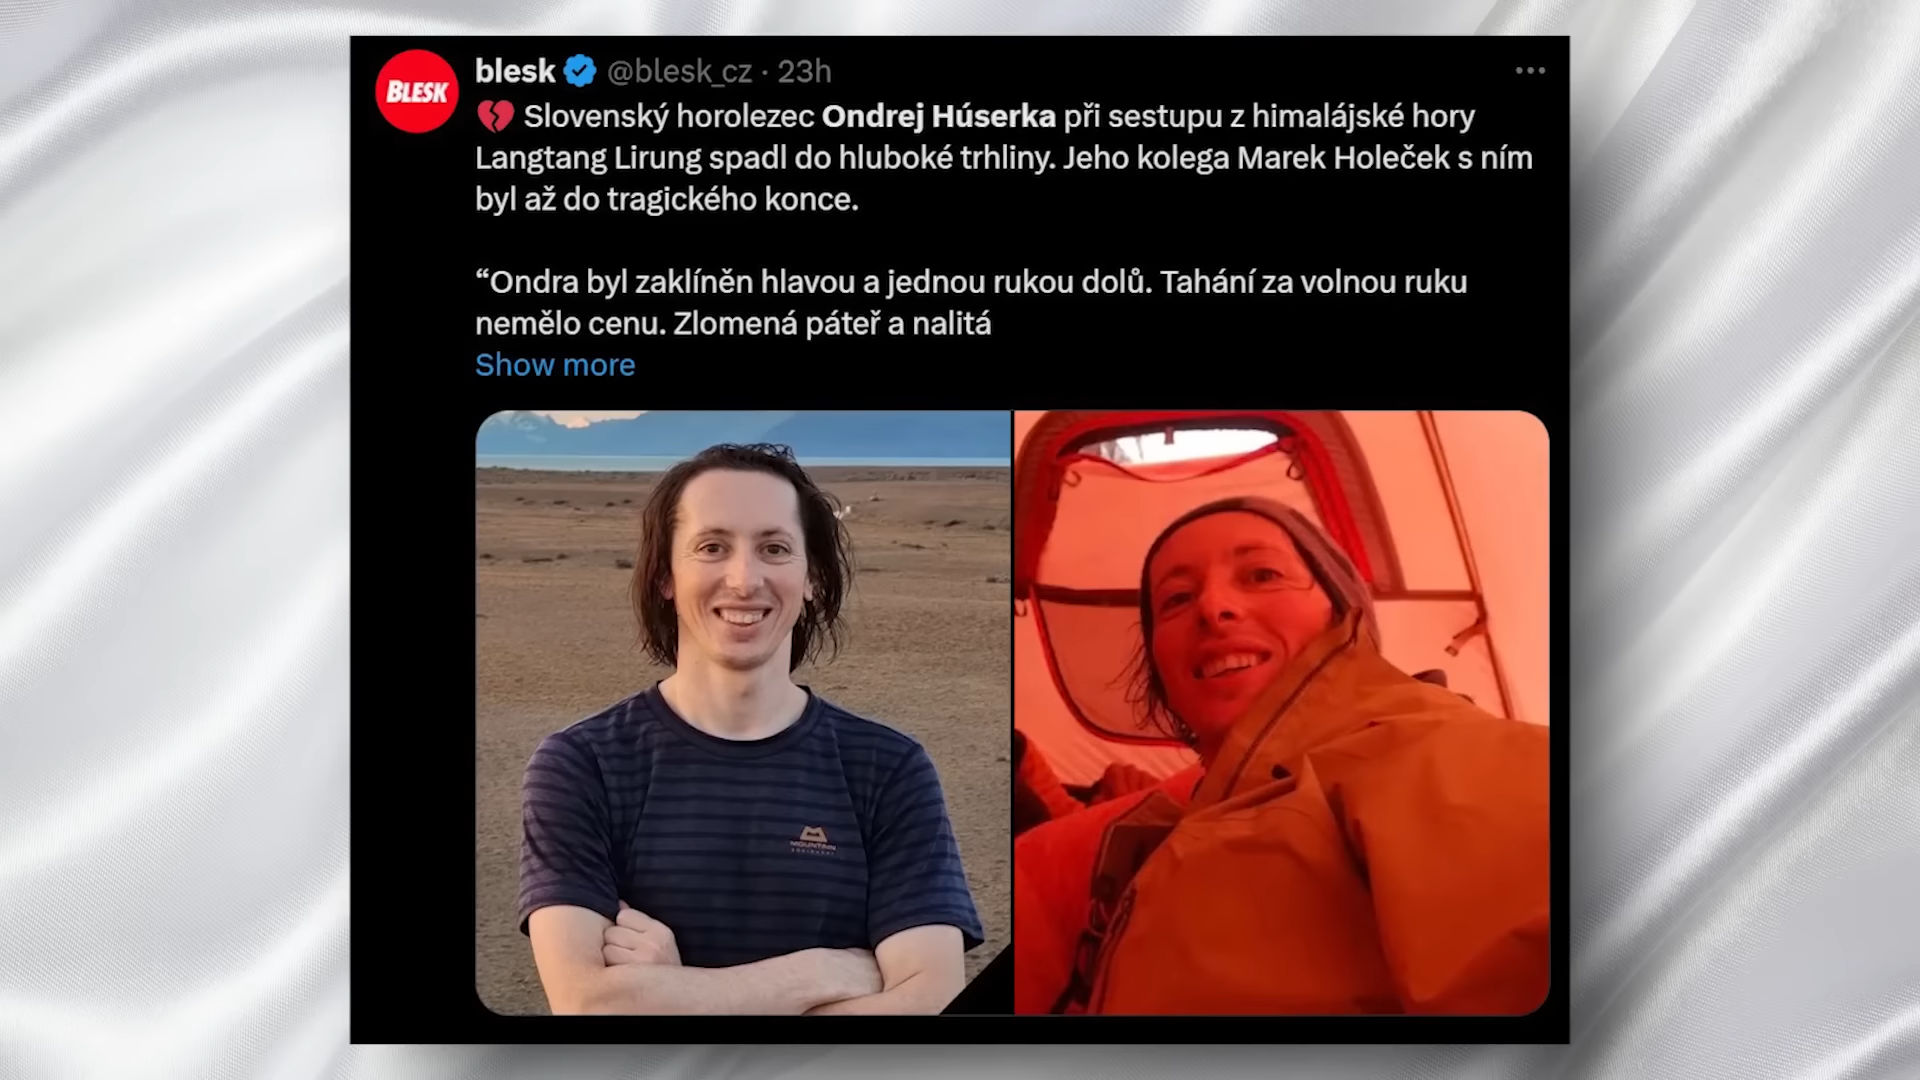 BLESK
blesk @blesk_cz · 23h
💔 Slovenský horolezec Ondrej Húserka při sestupu z himalájské hory
Langtang Lirung spadl do hluboké trhliny. Jeho kolega Marek Holeček s ním
byl až do tragického konce.
“Ondra byl zaklíněn hlavou a jednou rukou dolů. Tahání za volnou ruku
nemělo cenu. Zlomená páteř a nalitá
Show more
MOUNTAIN